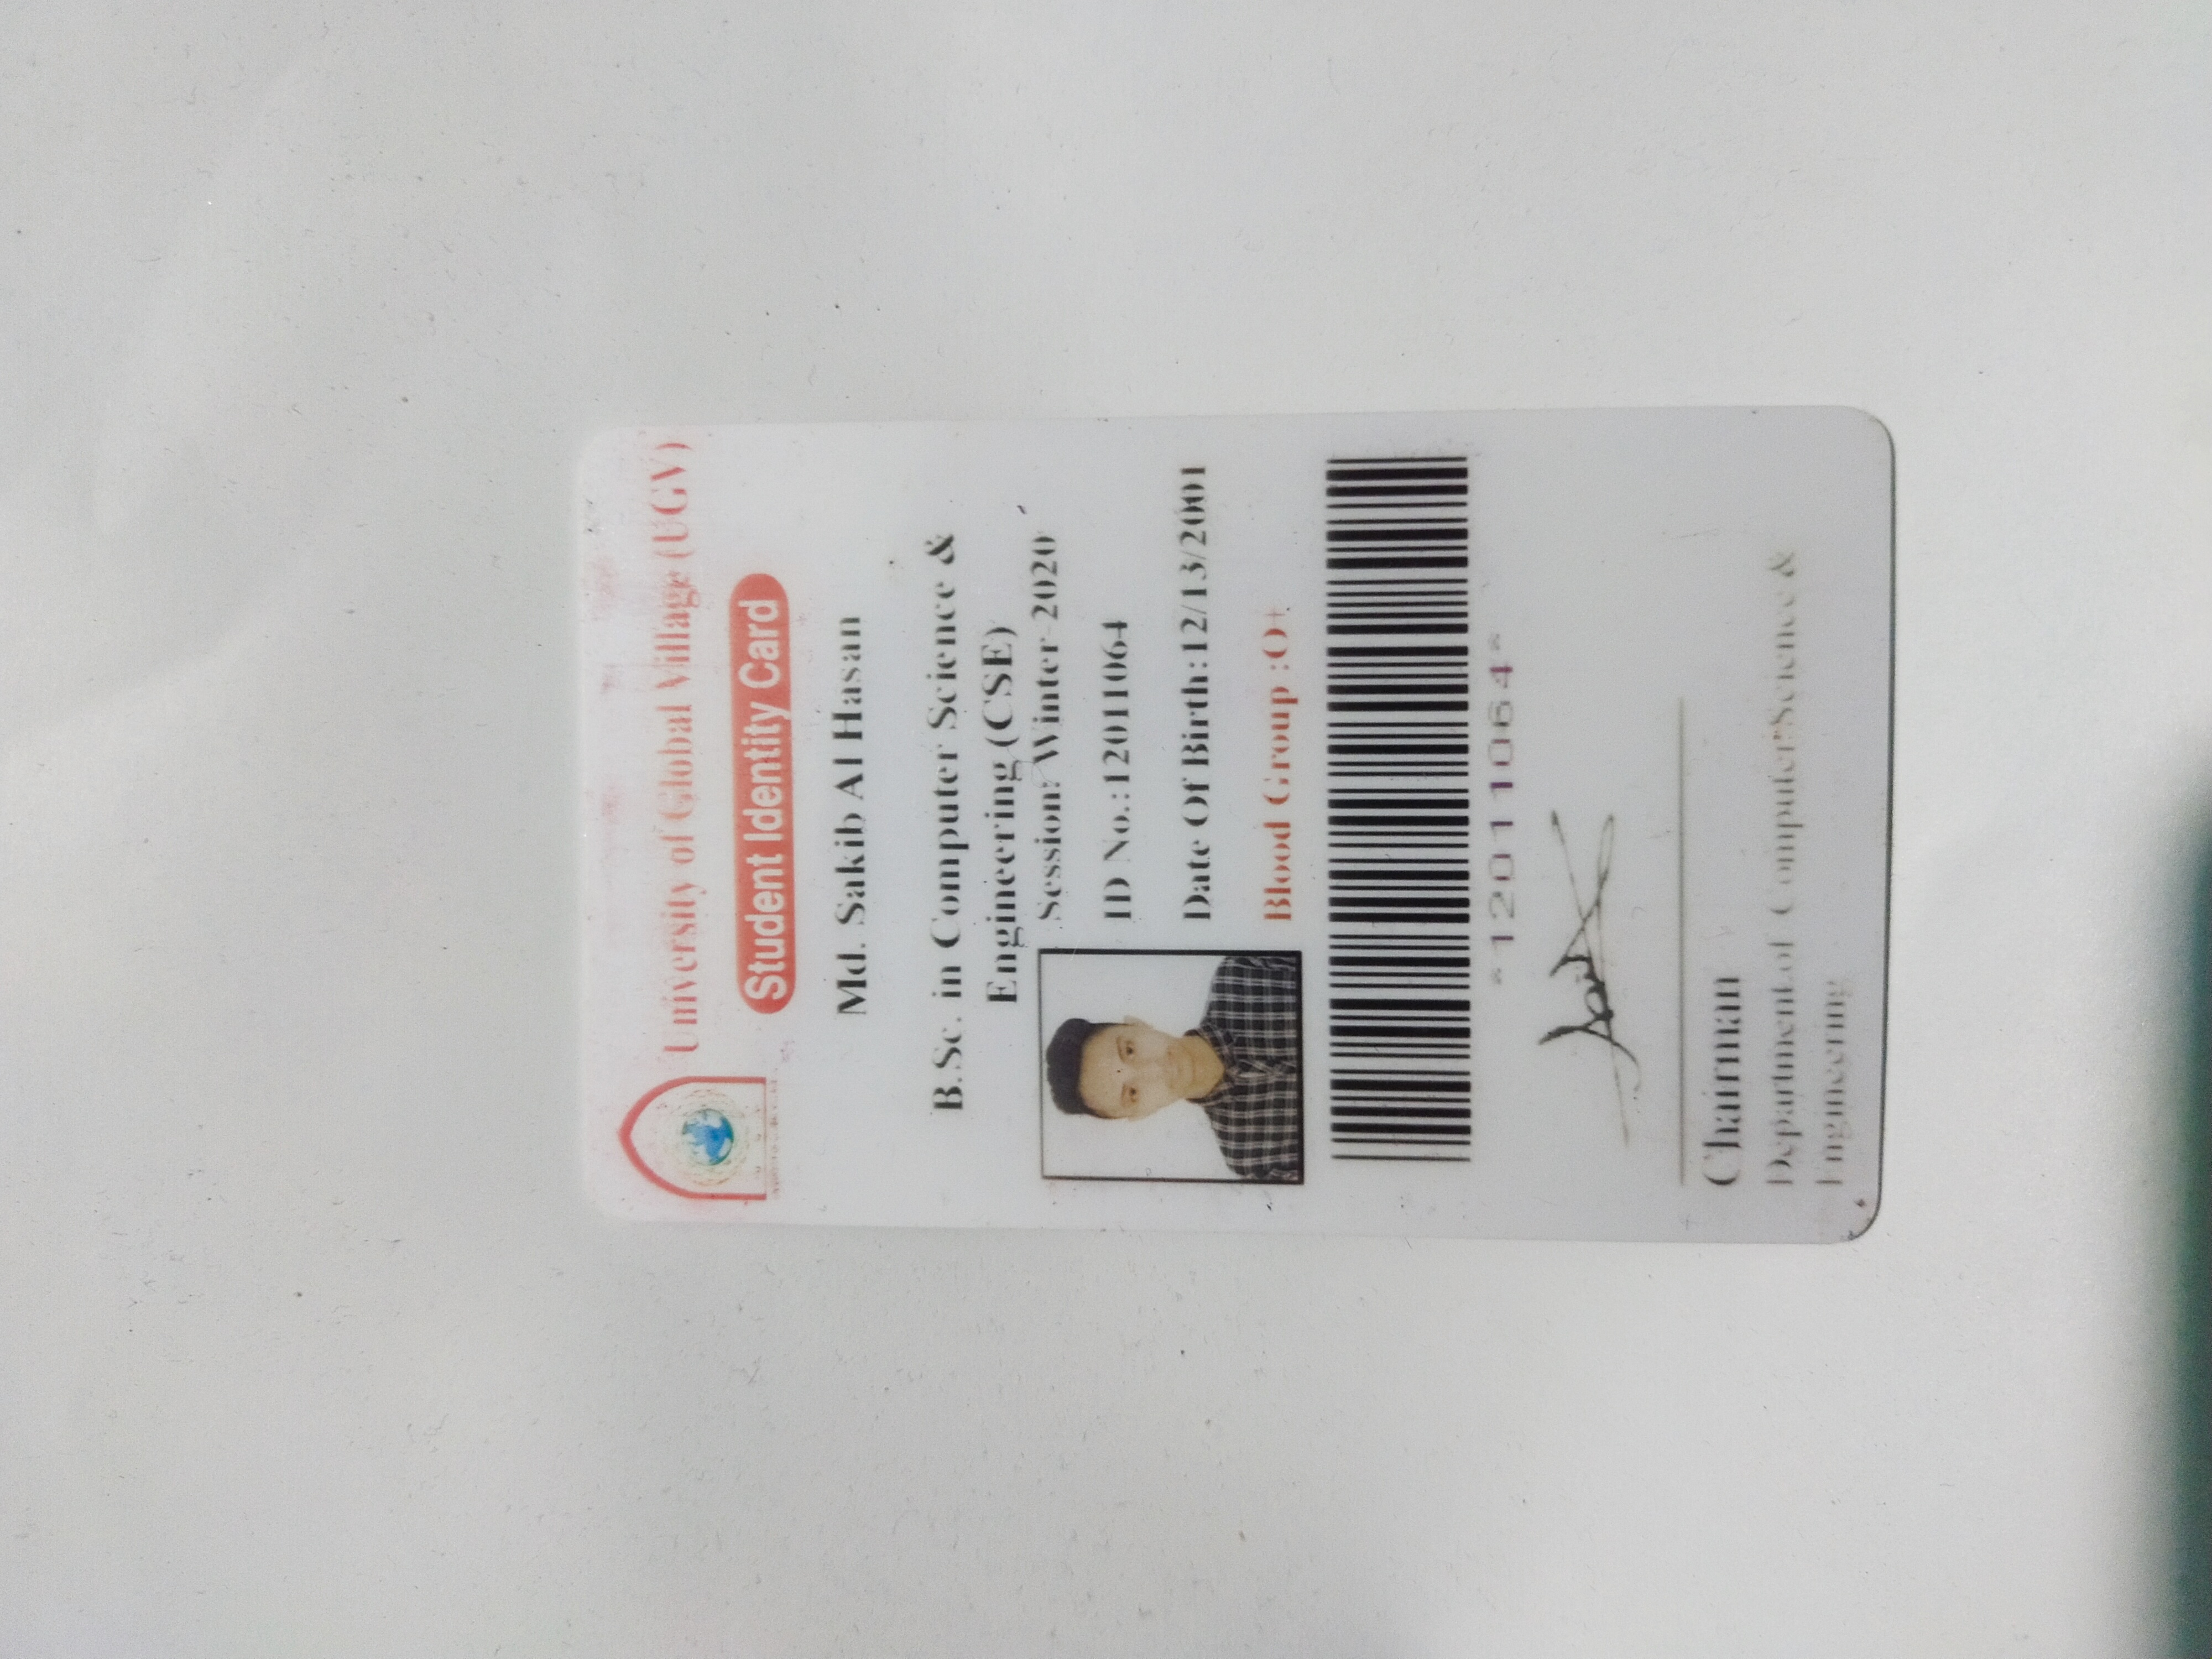 University of Global Village (UGV)
Student Identity Card
Md. Sakib Al Hasan
B.Sc. in Computer Science &
Engineering (CSE)
Session: Winter-2020
ID No.:12011064
Date Of Birth:12/13/2001
Blood Group :O+
*12011064*
Chairman
Department of Computer Science &
Engineering